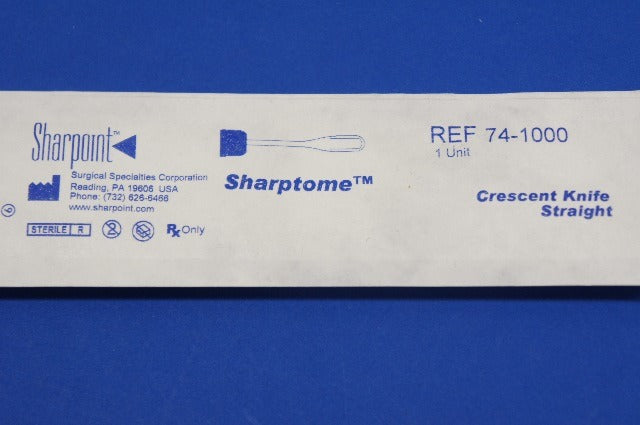 Sharpoint™
Surgical Specialties Corporation
Reading, PA 19606 USA
Phone: (732) 626-6466
www.sharpoint.com
STERILE R
Rx Only
Sharptome™
REF 74-1000
1 Unit
Crescent Knife
Straight